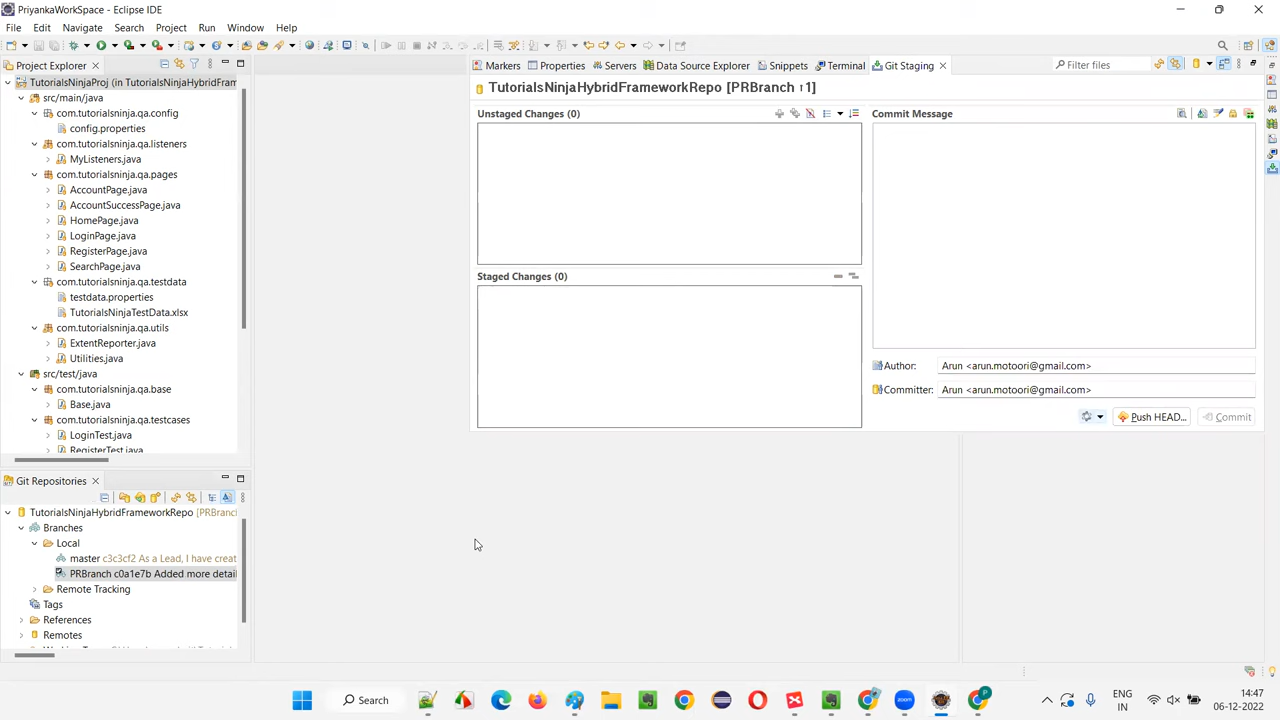 PriyankaWorkSpace - Eclipse IDE
File Edit Navigate Search Project Run Window Help
Project Explorer
TutorialsNinjaProj (in TutorialsNinjaHybridFram
src/main/java
com.tutorialsninja.qa.config
config.properties
com.tutorialsninja.qa.listeners
MyListeners.java
com.tutorialsninja.qa.pages
AccountPage.java
AccountSuccessPage.java
HomePage.java
LoginPage.java
RegisterPage.java
SearchPage.java
com.tutorialsninja.qa.testdata
testdata.properties
TutorialsNinjaTestData.xlsx
com.tutorialsninja.qa.utils
ExtentReporter.java
Utilities.java
src/test/java
com.tutorialsninja.qa.base
Base.java
com.tutorialsninja.qa.testcases
LoginTest.java
RegisterTest.java
Git Repositories
TutorialsNinjaHybridFrameworkRepo [PRBranc
Branches
Local
master c3c3cf2 As a Lead, I have creat
PRBranch c0a1e7b Added more detai
Remote Tracking
Tags
References
Remotes
Markers Properties Servers Data Source Explorer Snippets Terminal Git Staging
Filter files
TutorialsNinjaHybridFrameworkRepo [PRBranch ↑1]
Unstaged Changes (0)
Staged Changes (0)
Commit Message
Author: Arun <arun.motoori@gmail.com>
Committer: Arun <arun.motoori@gmail.com>
Push HEAD... Commit
Search
ENG
IN
14:47
06-12-2022